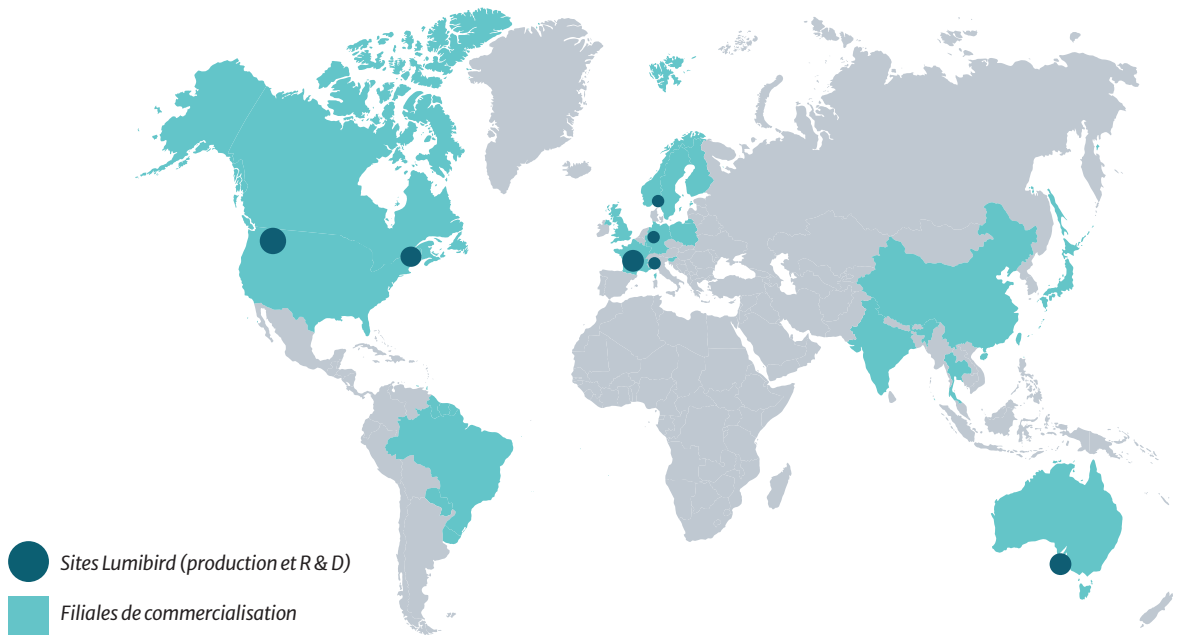 Sites Lumibird (production et R & D)
Filiales de commercialisation